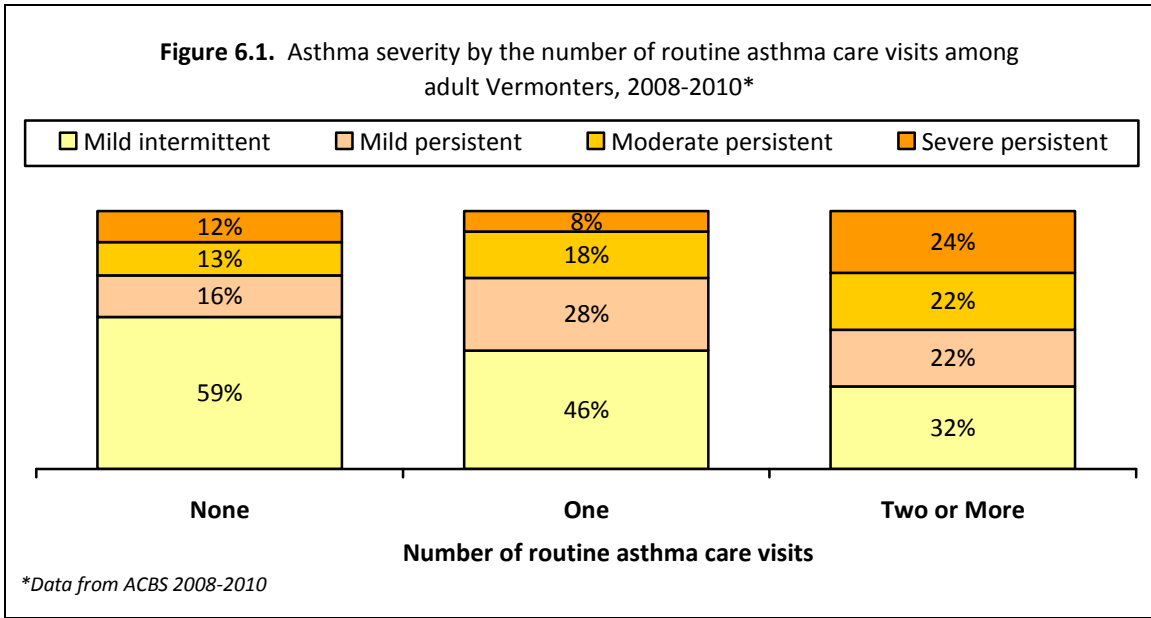 Figure 6.1. Asthma severity by the number of routine asthma care visits among
adult Vermonters, 2008-2010*
Mild intermittent Mild persistent Moderate persistent Severe persistent
12% 8% 24%
13% 18% 22%
16% 28% 22%
59% 46% 32%
None One Two or More
Number of routine asthma care visits
*Data from ACBS 2008-2010